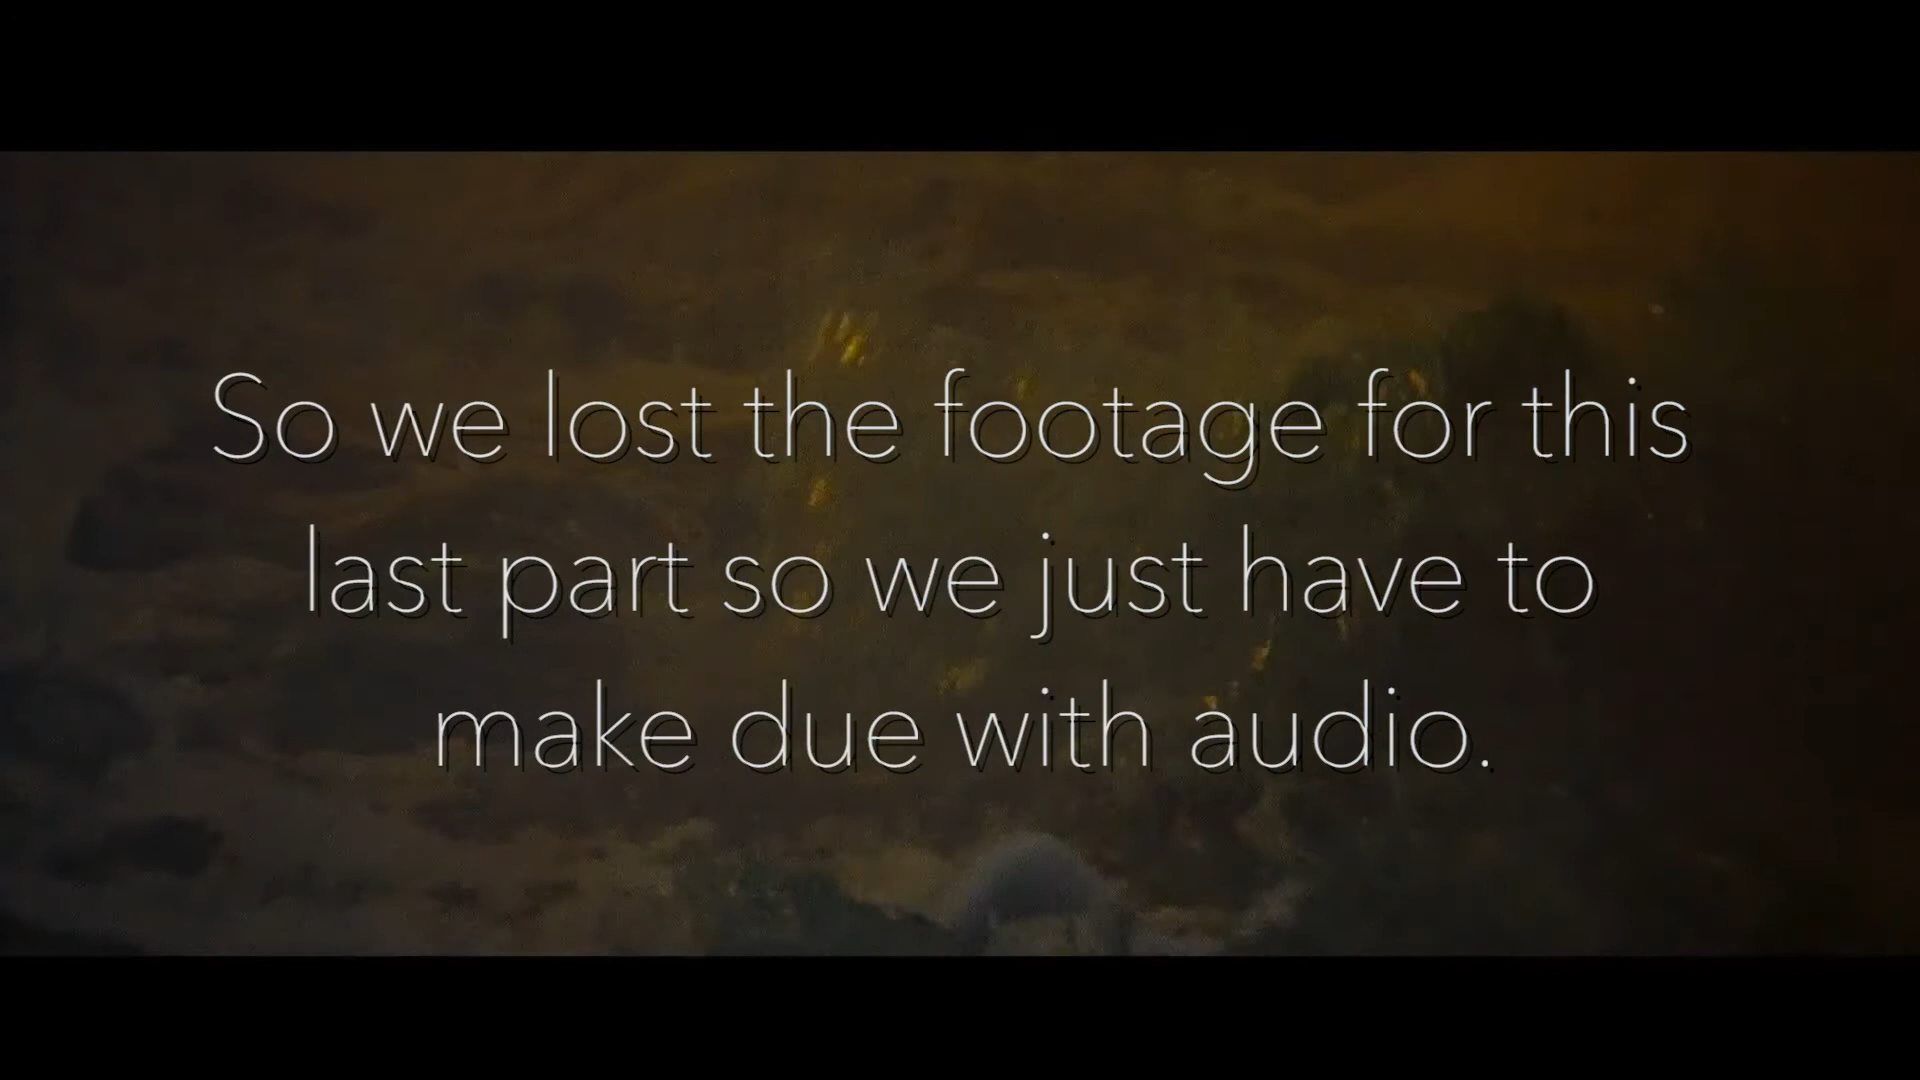 So we lost the footage for this
last part so we just have to
make due with audio.